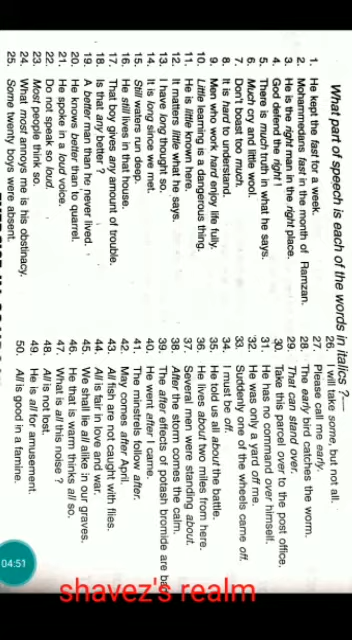 What part of speech is each of the words in italics ?—
1. He kept the fast for a week.
2. Mohammedans fast in the month of Ramzan.
3. He is the right man in the right place.
4. God defend the right !
5. There is much truth in what he says.
6. Much cry and little wool.
7. Don't boast too much.
8. It is hard to understand.
9. Men who work hard enjoy life fully.
10. Little learning is a dangerous thing.
11. He is little known here.
12. It matters little what he says.
13. I have long thought so.
14. It is long since we met.
15. Still waters run deep.
16. He still lives in that house.
17. That boy gives any amount of trouble.
18. Is that any better ?
19. A better man than he never lived.
20. He knows better than to quarrel.
21. He spoke in a loud voice.
22. Do not speak so loud.
23. Most people think so.
24. What most annoys me is his obstinacy.
25. Some twenty boys were absent.
26. I will take some, but not all.
27. Please call me early.
28. The early bird catches the worm.
29. That can stand over.
30. Take this parcel over to the post office.
31. He has no command over himself.
32. He was only a yard off me.
33. Suddenly one of the wheels came off.
34. I must be off.
35. He told us all about the battle.
36. He lives about two miles from here.
37. Several men were standing about.
38. After the storm comes the calm.
39. The after effects of potash bromide are ba
40. He went after I came.
41. The minstrels follow after.
42. May comes after April.
43. All fish are not caught with flies.
44. All is fair in love and war.
45. We shall be all alike in our graves.
46. He that is warm thinks all so.
47. What is all this noise ?
48. All is not lost.
49. He is all for amusement.
50. All is good in a famine.
04:51
shavez's realm